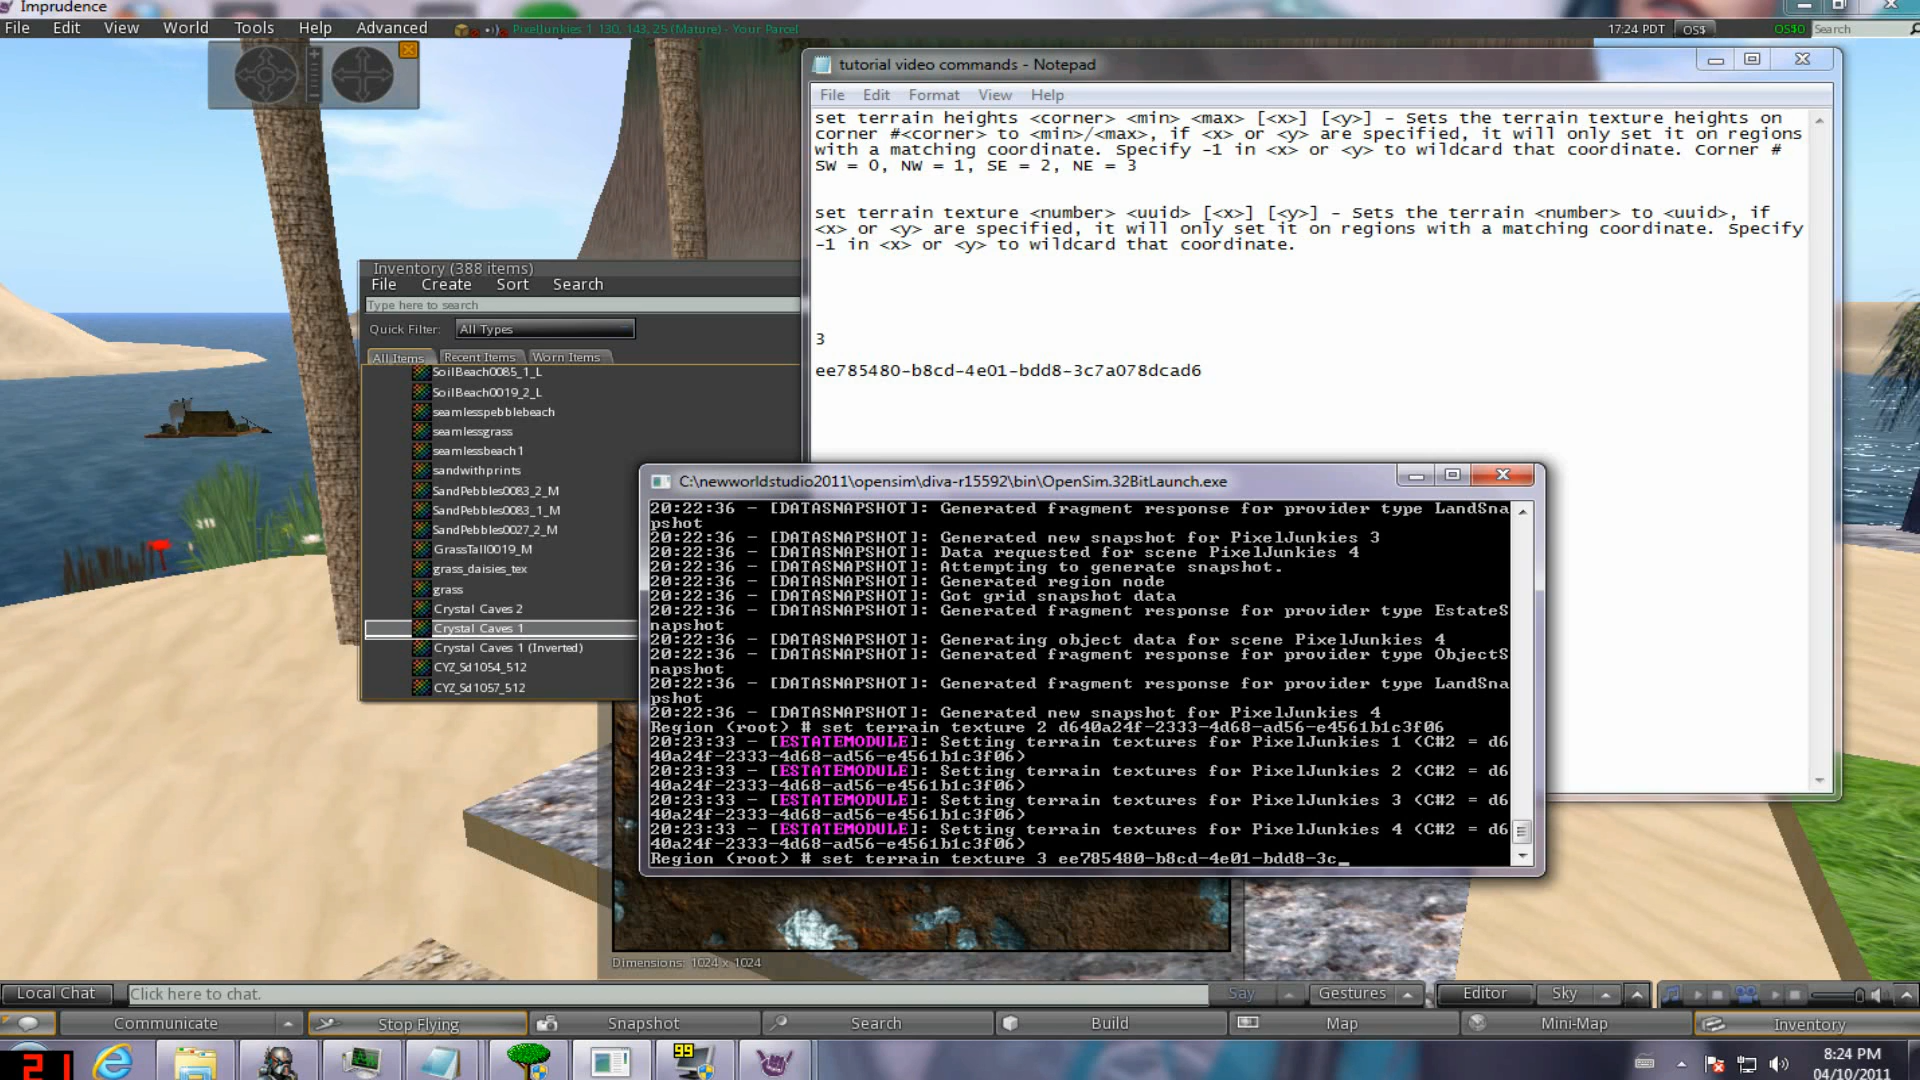 Imprudence
File Edit View World Tools Help Advanced
PixelJunkies 1 130, 143, 25 (Mature) - Your Parcel
17:24 PDT OS$ OS$0 Search
tutorial video commands - Notepad
File Edit Format View Help
set terrain heights <corner> <min> <max> [<x>] [<y>] - Sets the terrain texture heights on
corner #<corner> to <min>/<max>, if <x> or <y> are specified, it will only set it on regions
with a matching coordinate. Specify -1 in <x> or <y> to wildcard that coordinate. Corner #
SW = 0, NW = 1, SE = 2, NE = 3
set terrain texture <number> <uuid> [<x>] [<y>] - Sets the terrain <number> to <uuid>, if
<x> or <y> are specified, it will only set it on regions with a matching coordinate. Specify
-1 in <x> or <y> to wildcard that coordinate.
3
ee785480-b8cd-4e01-bdd8-3c7a078dcad6
Inventory (388 items)
File Create Sort Search
Type here to search
Quick Filter: All Types
All Items Recent Items Worn Items
SoilBeach0085_1_L
SoilBeach0019_2_L
seamlesspebblebeach
seamlessgrass
seamlessbeach1
sandwithprints
SandPebbles0083_2_M
SandPebbles0083_1_M
SandPebbles0027_2_M
GrassTall0019_M
grass_daisies_tex
grass
Crystal Caves 2
Crystal Caves 1
Crystal Caves 1 (Inverted)
CYZ_Sd1054_512
CYZ_Sd1057_512
C:\newworldstudio2011\opensim\diva-r15592\bin\OpenSim.32BitLaunch.exe
20:22:36 - [DATASNAPSHOT]: Generated fragment response for provider type LandSna
pshot
20:22:36 - [DATASNAPSHOT]: Generated new snapshot for PixelJunkies 3
20:22:36 - [DATASNAPSHOT]: Data requested for scene PixelJunkies 4
20:22:36 - [DATASNAPSHOT]: Attempting to generate snapshot.
20:22:36 - [DATASNAPSHOT]: Generated region node
20:22:36 - [DATASNAPSHOT]: Got grid snapshot data
20:22:36 - [DATASNAPSHOT]: Generated fragment response for provider type EstateS
napshot
20:22:36 - [DATASNAPSHOT]: Generating object data for scene PixelJunkies 4
20:22:36 - [DATASNAPSHOT]: Generated fragment response for provider type ObjectS
napshot
20:22:36 - [DATASNAPSHOT]: Generated fragment response for provider type LandSna
pshot
20:22:36 - [DATASNAPSHOT]: Generated new snapshot for PixelJunkies 4
Region (root) # set terrain texture 2 d640a24f-2333-4d68-ad56-e4561b1c3f06
20:23:33 - [ESTATEMODULE]: Setting terrain textures for PixelJunkies 1 (C#2 = d6
40a24f-2333-4d68-ad56-e4561b1c3f06)
20:23:33 - [ESTATEMODULE]: Setting terrain textures for PixelJunkies 2 (C#2 = d6
40a24f-2333-4d68-ad56-e4561b1c3f06)
20:23:33 - [ESTATEMODULE]: Setting terrain textures for PixelJunkies 3 (C#2 = d6
40a24f-2333-4d68-ad56-e4561b1c3f06)
20:23:33 - [ESTATEMODULE]: Setting terrain textures for PixelJunkies 4 (C#2 = d6
40a24f-2333-4d68-ad56-e4561b1c3f06)
Region (root) # set terrain texture 3 ee785480-b8cd-4e01-bdd8-3c_
Dimensions: 1024 x 1024
Local Chat Click here to chat. Say Gestures Editor Sky
Communicate Stop Flying Snapshot Search Build Map Mini-Map Inventory
21 99 8:24 PM
04/10/2011